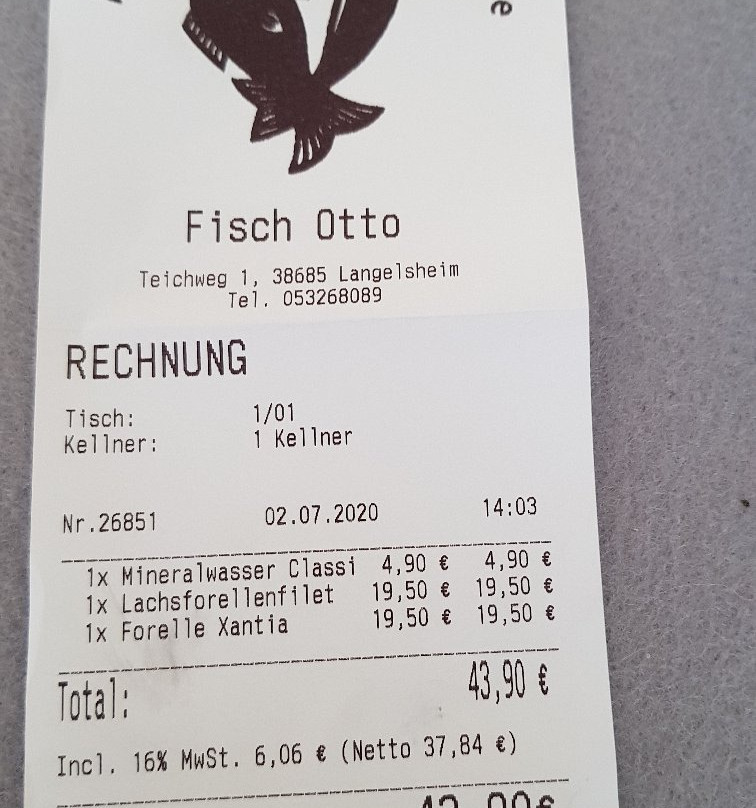 Fisch Otto
Teichweg 1, 38685 Langelsheim
Tel. 053268089
RECHNUNG
Tisch: 1/01
Kellner: 1 Kellner
Nr.26851 02.07.2020 14:03
1x Mineralwasser Classi 4,90 € 4,90 €
1x Lachsforellenfilet 19,50 € 19,50 €
1x Forelle Xantia 19,50 € 19,50 €
Total: 43,90 €
Incl. 16% MwSt. 6,06 € (Netto 37,84 €)